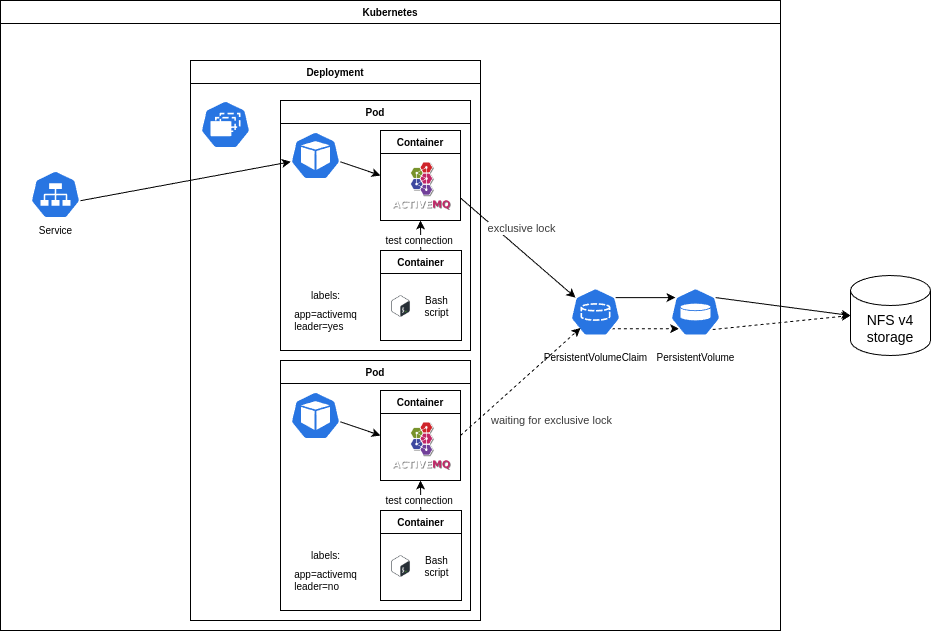 Kubernetes
Deployment
Pod
Container
ACTIVEMQ
Service
test connection
exclusive lock
Container
labels:
app=activemq
leader=yes
Bash
script
NFS v4
storage
PersistentVolumeClaim
PersistentVolume
Pod
Container
ACTIVEMQ
waiting for exclusive lock
test connection
Container
labels:
app=activemq
leader=no
Bash
script